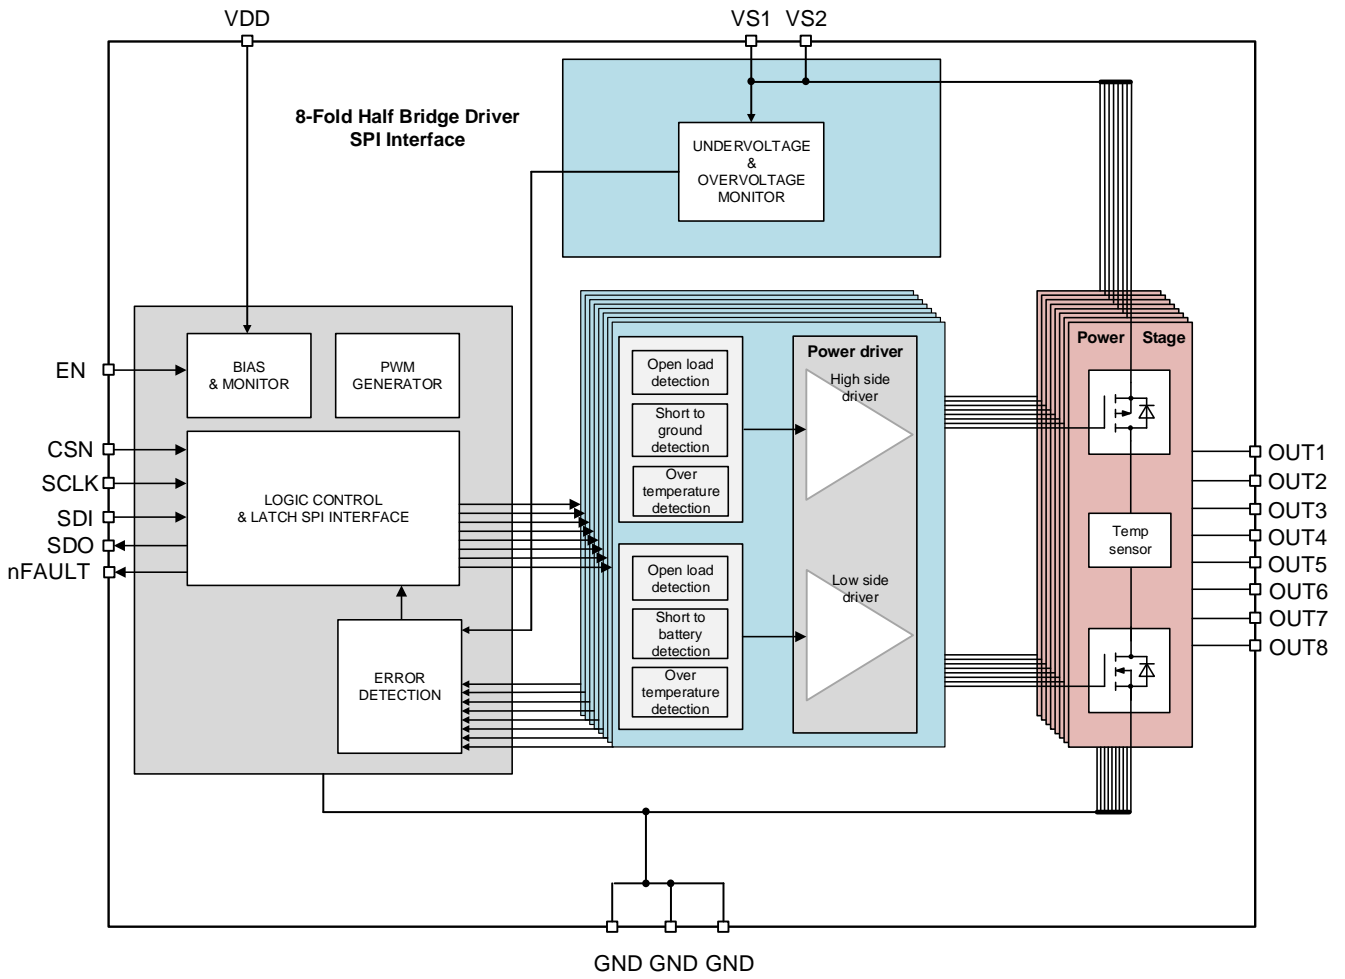 VDD
VS1 VS2
8-Fold Half Bridge Driver
SPI Interface
UNDERVOLTAGE
&
OVERVOLTAGE
MONITOR
EN
CSN
SCLK
SDI
SDO
nFAULT
BIAS
& MONITOR
PWM
GENERATOR
LOGIC CONTROL
& LATCH SPI INTERFACE
ERROR
DETECTION
Open load
detection
Short to
ground
detection
Over
temperature
detection
Open load
detection
Short to
battery
detection
Over
temperature
detection
Power driver
High side
driver
Low side
driver
Power Stage
Temp
sensor
OUT1
OUT2
OUT3
OUT4
OUT5
OUT6
OUT7
OUT8
GND GND GND